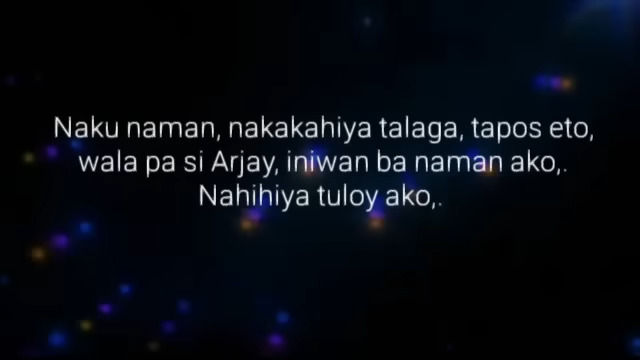 Naku naman, nakakahiya talaga, tapos eto,
wala pa si Arjay, iniwan ba naman ako,.
Nahihiya tuloy ako,.